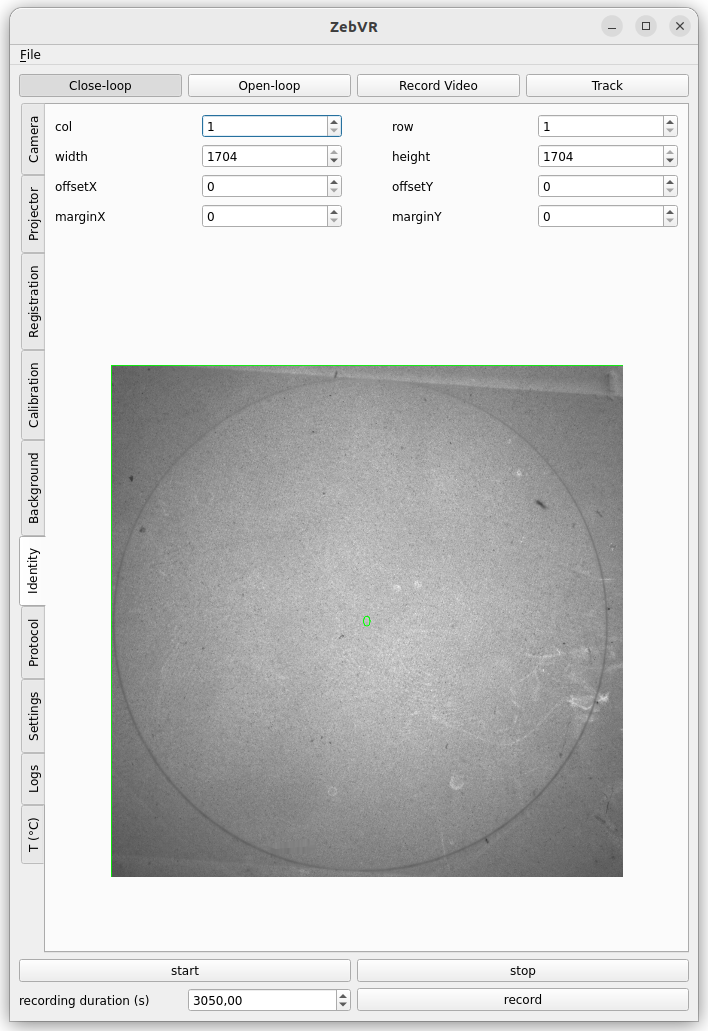 ZebVR
File
Close-loop Open-loop Record Video Track
Camera
Projector
Registration
Calibration
Background
Identity
Protocol
Settings
Logs
T (°C)
col 1 row 1
width 1704 height 1704
offsetX 0 offsetY 0
marginX 0 marginY 0
0
start stop
recording duration (s) 3050,00 record